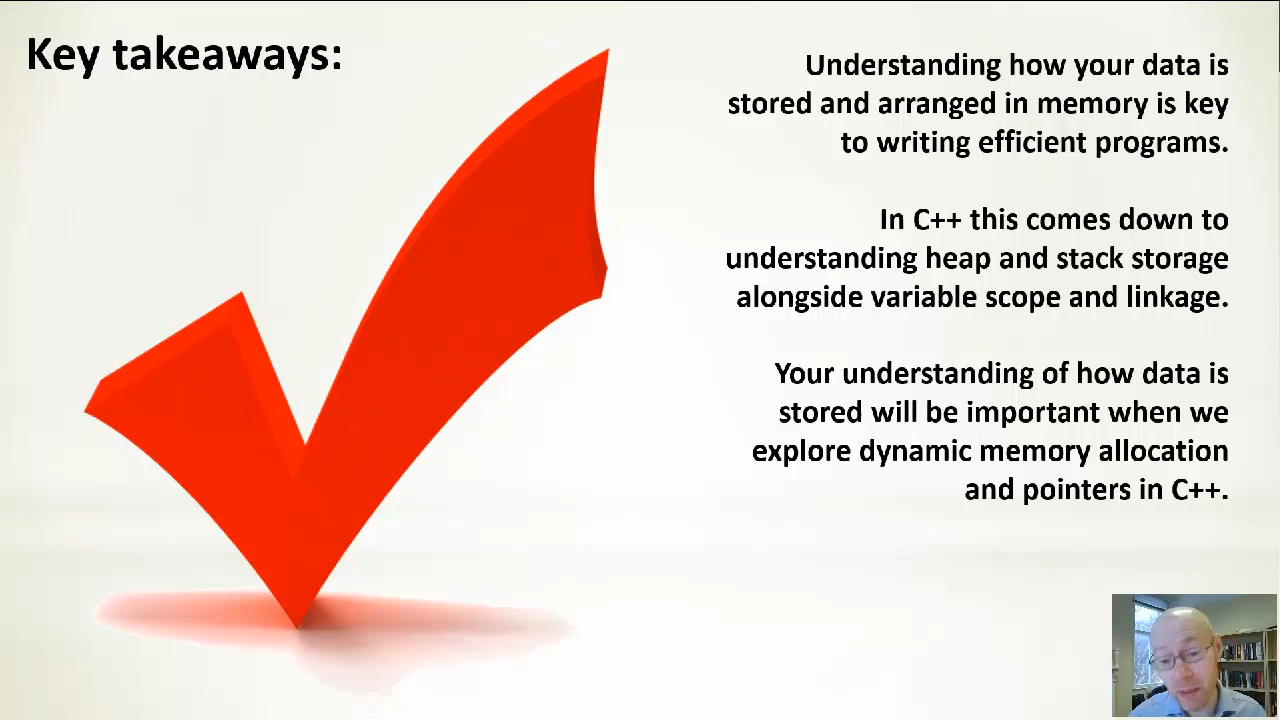 Key takeaways:
Understanding how your data is
stored and arranged in memory is key
to writing efficient programs.
In C++ this comes down to
understanding heap and stack storage
alongside variable scope and linkage.
Your understanding of how data is
stored will be important when we
explore dynamic memory allocation
and pointers in C++.